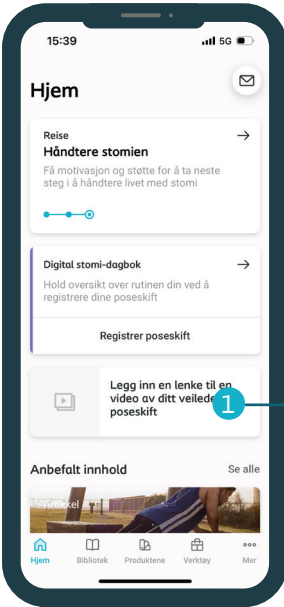 15:39
5G
Hjem
Reise
Håndtere stomien
Få motivasjon og støtte for å ta neste
steg i å håndtere livet med stomi
Digital stomi-dagbok
Hold oversikt over rutinen din ved å
registrere dine poseskift
Registrer poseskift
Legg inn en lenke til en
video av ditt
poseskift
1
Anbefalt innhold
Se alle
Artikkel
Hjem
Bibliotek
Produktene
Verktøy
Mer